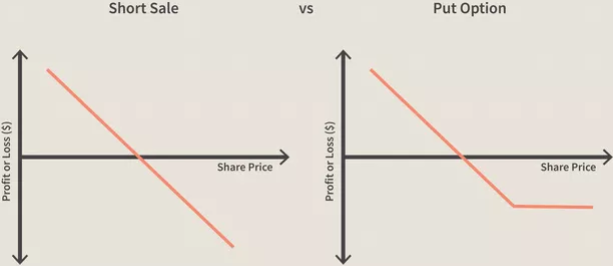 Short Sale
vs
Put Option
Profit or Loss ($)
Share Price
Profit or Loss ($)
Share Price